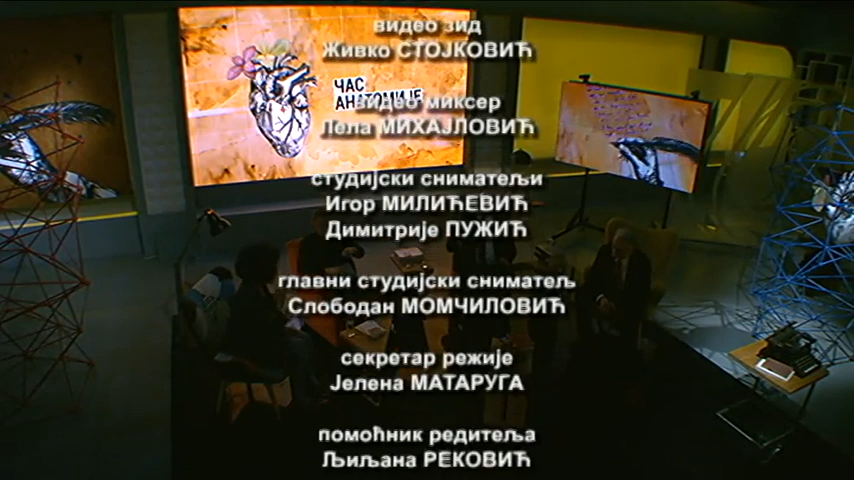 видео зид
Живко СТОЈКОВИЋ
ЧАС
АНАТОМИЈЕ
видео миксер
Лела МИХАЈЛОВИЋ
студијски сниматељи
Игор МИЛИЋЕВИЋ
Димитрије ПУЖИЋ
главни студијски сниматељ
Слободан МОМЧИЛОВИЋ
секретар режије
Јелена МАТАРУГА
помоћник редитеља
Љиљана РЕКОВИЋ